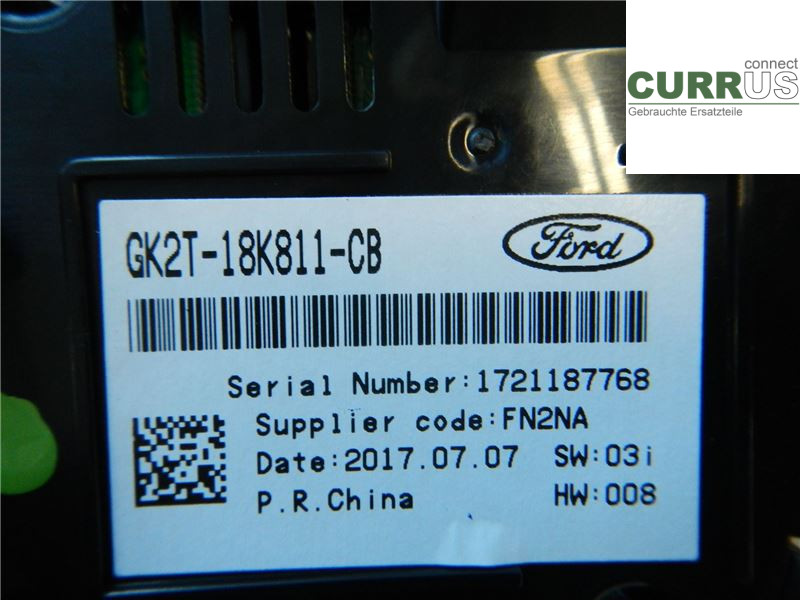 connect
CURRUS
Gebrauchte Ersatzteile
GK2T-18K811-CB
Ford
Serial Number:1721187768
Supplier code:FN2NA
Date:2017.07.07 SW:03i
P.R.China HW:008